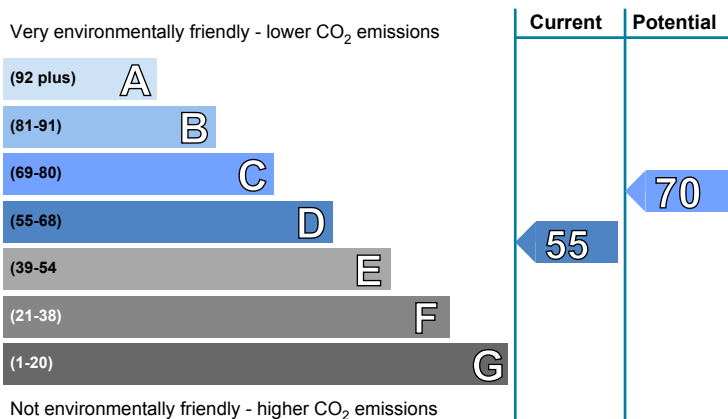 Current Potential
Very environmentally friendly - lower CO2 emissions
(92 plus) A
(81-91) B
(69-80) C
70
(55-68) D
55
(39-54 E
(21-38) F
(1-20) G
Not environmentally friendly - higher CO2 emissions